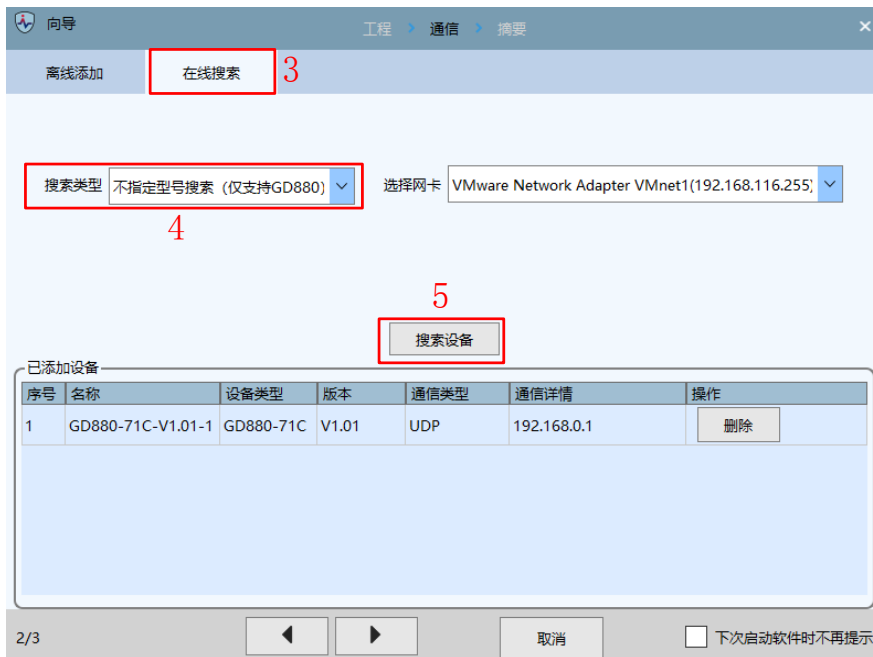 向导
工程 > 通信 > 摘要
×
离线添加 在线搜索 3
搜索类型 不指定型号搜索（仅支持GD880) 选择网卡 VMware Network Adapter VMnet1(192.168.116.255)
4
5
搜索设备
已添加设备
序号 名称 设备类型 版本 通信类型 通信详情 操作
1 GD880-71C-V1.01-1 GD880-71C V1.01 UDP 192.168.0.1 删除
2/3 取消 下次启动软件时不再提示